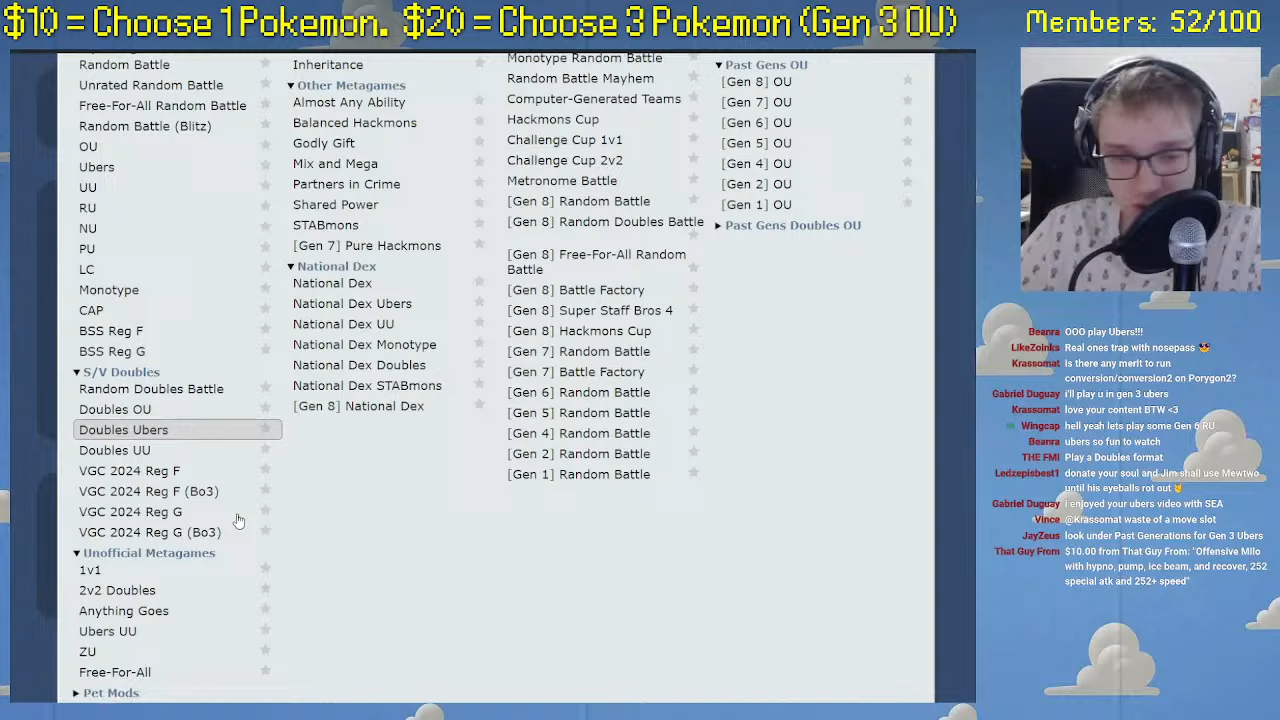 $10 = Choose 1 Pokemon. $20 = Choose 3 Pokemon (Gen 3 OU)
Members: 52/100
Random Battle
Unrated Random Battle
Free-For-All Random Battle
Random Battle (Blitz)
OU
Ubers
UU
RU
NU
PU
LC
Monotype
CAP
BSS Reg F
BSS Reg G
S/V Doubles
Random Doubles Battle
Doubles OU
Doubles Ubers
Doubles UU
VGC 2024 Reg F
VGC 2024 Reg F (Bo3)
VGC 2024 Reg G
VGC 2024 Reg G (Bo3)
Unofficial Metagames
1v1
2v2 Doubles
Anything Goes
Ubers UU
ZU
Free-For-All
Pet Mods
Inheritance
Other Metagames
Almost Any Ability
Balanced Hackmons
Godly Gift
Mix and Mega
Partners in Crime
Shared Power
STABmons
[Gen 7] Pure Hackmons
National Dex
National Dex
National Dex Ubers
National Dex UU
National Dex Monotype
National Dex Doubles
National Dex STABmons
[Gen 8] National Dex
Monotype Random Battle
Random Battle Mayhem
Computer-Generated Teams
Hackmons Cup
Challenge Cup 1v1
Challenge Cup 2v2
Metronome Battle
[Gen 8] Random Battle
[Gen 8] Random Doubles Battle
[Gen 8] Free-For-All Random
Battle
[Gen 8] Battle Factory
[Gen 8] Super Staff Bros 4
[Gen 8] Hackmons Cup
[Gen 7] Random Battle
[Gen 7] Battle Factory
[Gen 6] Random Battle
[Gen 5] Random Battle
[Gen 4] Random Battle
[Gen 2] Random Battle
[Gen 1] Random Battle
Past Gens OU
[Gen 8] OU
[Gen 7] OU
[Gen 6] OU
[Gen 5] OU
[Gen 4] OU
[Gen 2] OU
[Gen 1] OU
Past Gens Doubles OU
Beanra OOO play Ubers!!!
LikeZoinks Real ones trap with nosepass
Krassomat Is there any merit to run
conversion/conversion2 on Porygon2?
Gabriel Duguay i'll play u in gen 3 ubers
Krassomat love your content BTW <3
Wingcap hell yeah lets play some Gen 6 RU
Beanra ubers so fun to watch
THE FMI Play a Doubles format
Ledzepisbest1 donate your soul and Jim shall use Mewtwo
until his eyeballs rot out
Gabriel Duguay i enjoyed your ubers video with SEA
Vince @Krassomat waste of a move slot
JayZeus look under Past Generations for Gen 3 Ubers
That Guy From $10.00 from That Guy From: "Offensive Milo
with hypno, pump, ice beam, and recover, 252
special atk and 252+ speed"